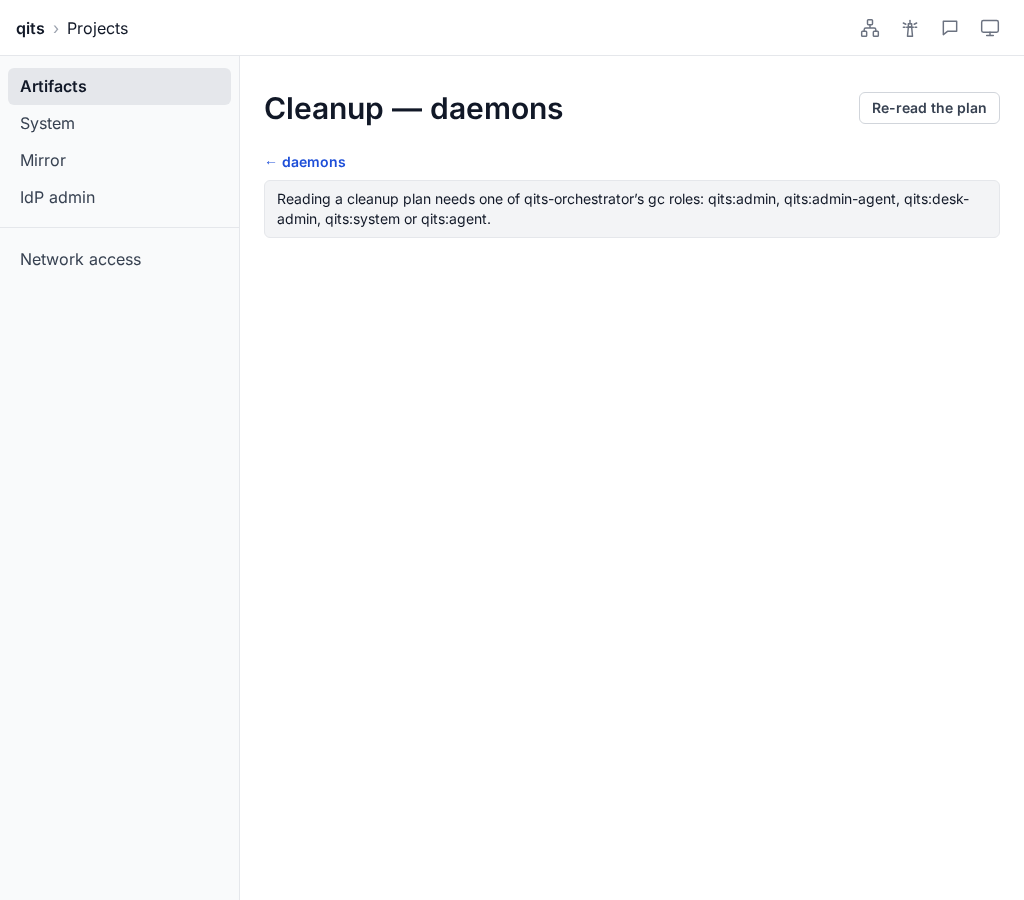 qits › Projects
Artifacts
System
Mirror
IdP admin
Network access
Cleanup — daemons
Re-read the plan
← daemons
Reading a cleanup plan needs one of qits-orchestrator’s gc roles: qits:admin, qits:admin-agent, qits:desk-
admin, qits:system or qits:agent.